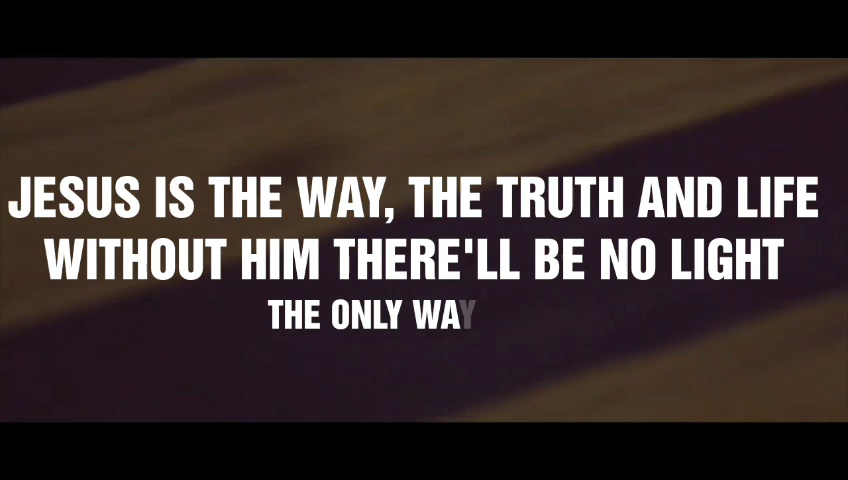 JESUS IS THE WAY, THE TRUTH AND LIFE
WITHOUT HIM THERE'LL BE NO LIGHT
THE ONLY WAY